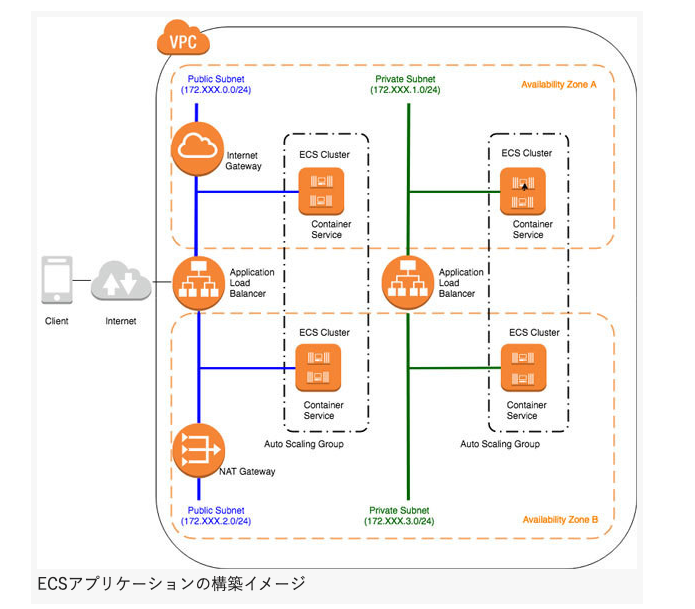 VPC
Public Subnet
(172.XXX.0.0/24)
Private Subnet
(172.XXX.1.0/24)
Availability Zone A
Internet
Gateway
ECS Cluster
Container
Service
ECS Cluster
Container
Service
Application
Load
Balancer
Application
Load
Balancer
Client
Internet
ECS Cluster
Container
Service
ECS Cluster
Container
Service
Auto Scaling Group
Auto Scaling Group
NAT Gateway
Public Subnet
(172.XXX.2.0/24)
Private Subnet
(172.XXX.3.0/24)
Availability Zone B
ECSアプリケーションの構築イメージ